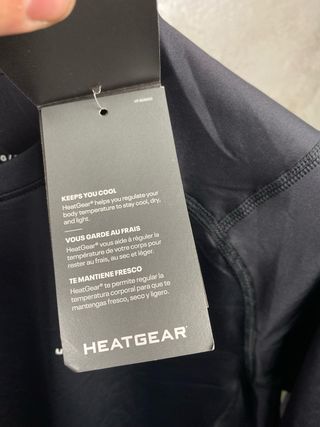 KEEPS YOU COOL
HeatGear® helps you regulate your
body temperature to stay cool, dry,
and light.
VOUS GARDE AU FRAIS
HeatGear® vous aide à réguler la
température de votre corps pour
rester au frais, au sec et léger.
TE MANTIENE FRESCO
HeatGear® te permite regular la
temperatura corporal para que te
mantengas fresco, seco y ligero.
HEATGEAR